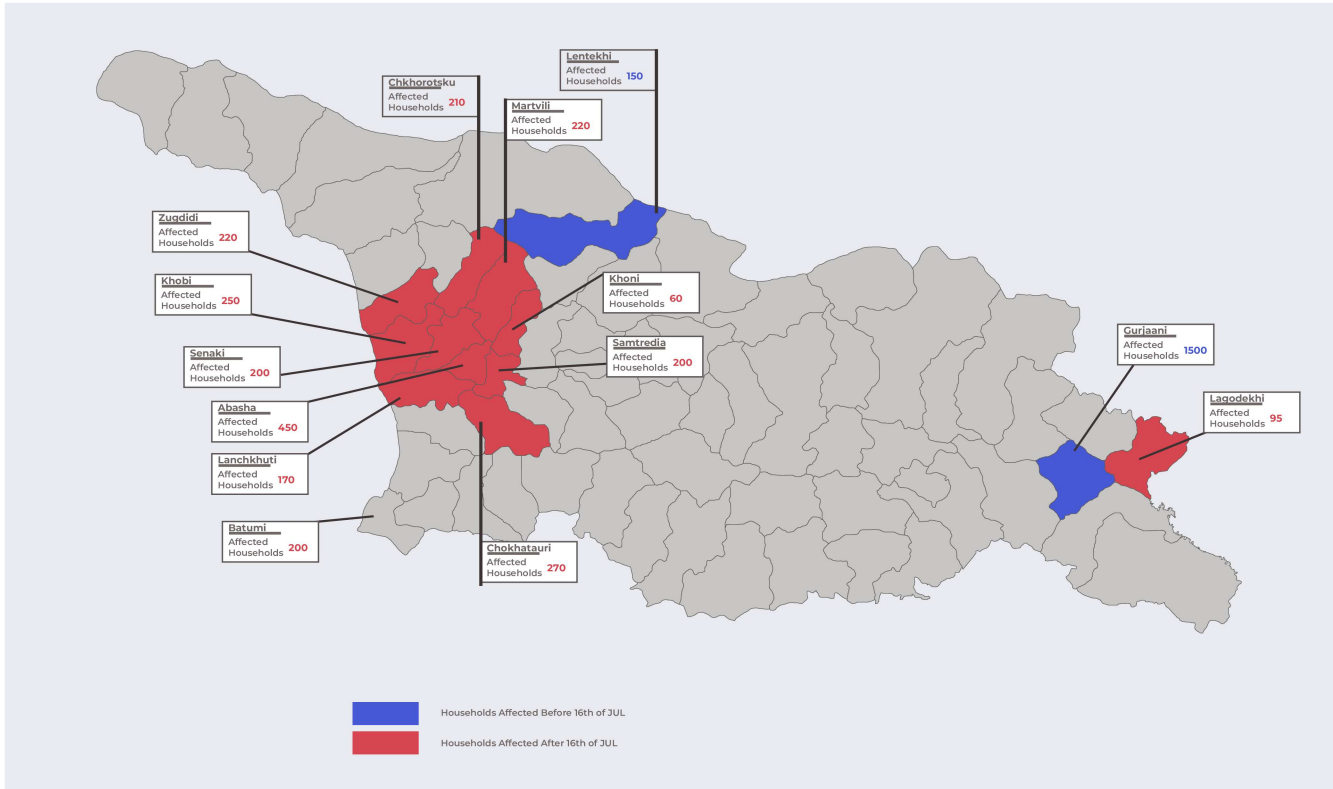 Lentekhi
Affected
Households 150
Chkhorotsku
Affected
Households 210
Martvili
Affected
Households 220
Zugdidi
Affected
Households 220
Khobi
Affected
Households 250
Khoni
Affected
Households 60
Senaki
Affected
Households 200
Samtredia
Affected
Households 200
Gurjaani
Affected
Households 1500
Abasha
Affected
Households 450
Lagodekhi
Affected
Households 95
Lanchkhuti
Affected
Households 170
Batumi
Affected
Households 200
Chokhatauri
Affected
Households 270
Households Affected Before 16th of JUL
Households Affected After 16th of JUL